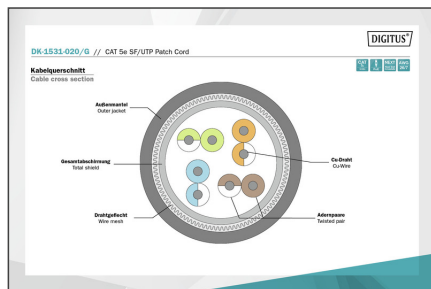 DIGITUS®
DK-1531-020/G // CAT 5e SF/UTP Patch Cord
Kabelquerschnitt
Cable cross section
Außenmantel
Outer jacket
Gesamtabschirmung
Total shield
Drahtgeflecht
Wire mesh
Cu-Draht
Cu-Wire
Adernpaare
Twisted pair